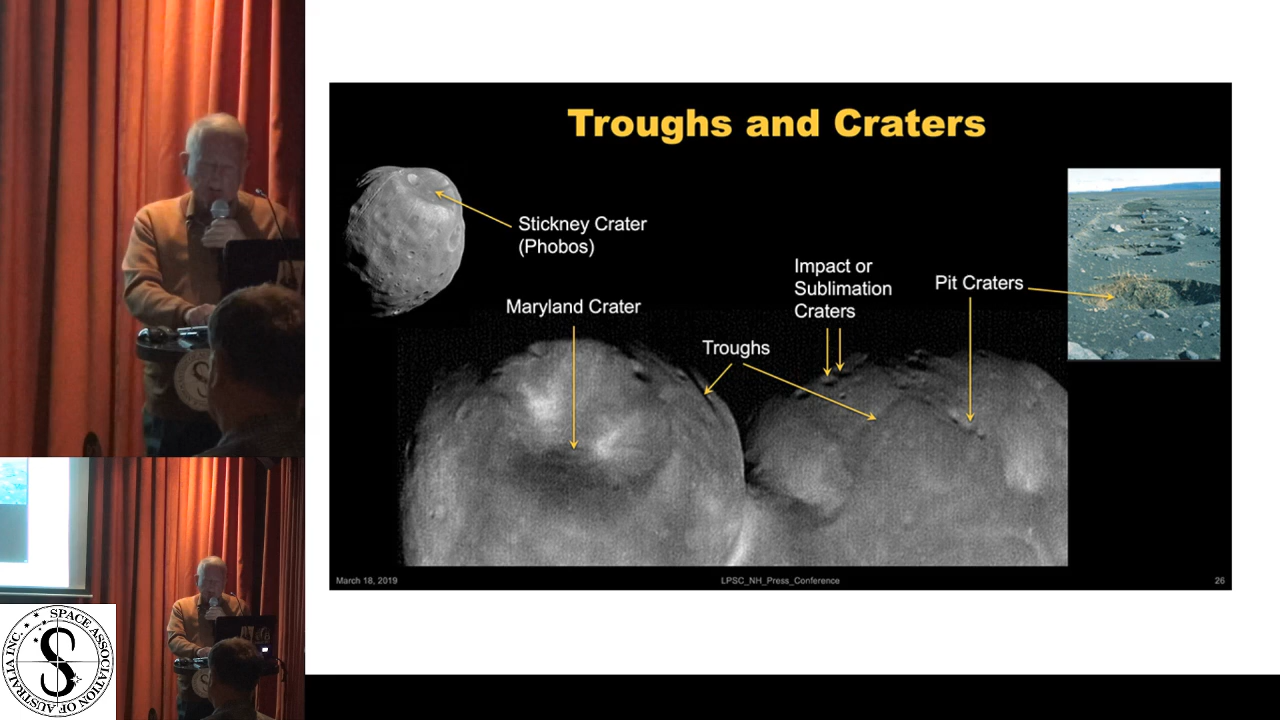 Troughs and Craters
Stickney Crater
(Phobos)
Maryland Crater
Troughs
Impact or
Sublimation
Craters
Pit Craters
March 18, 2019
LPSC_NH_Press_Conference
26
SPACE ASSOCIATION OF AUSTRALIA INC.
S